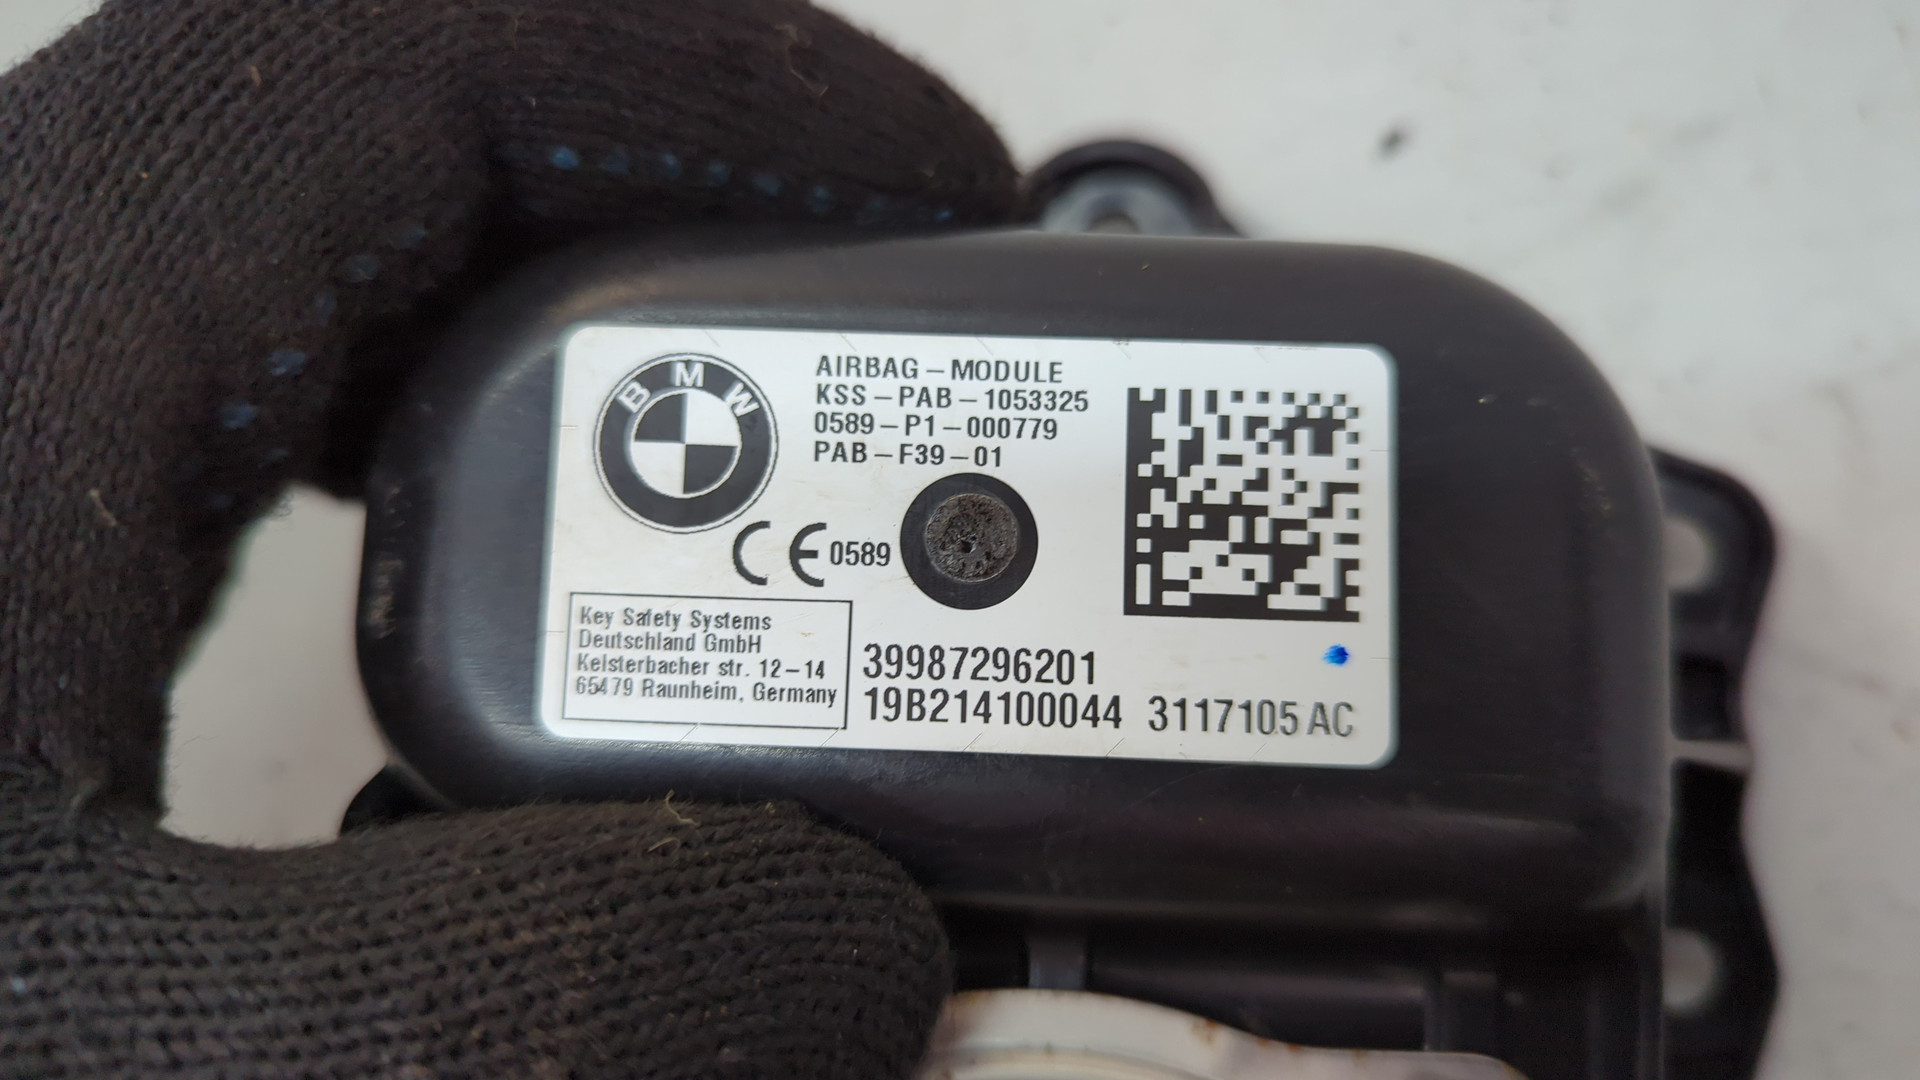 BMW
AIRBAG-MODULE
KSS-PAB-1053325
0589-P1-000779
PAB-F39-01
CE 0589
Key Safety Systems
Deutschland GmbH
Kelsterbacher str. 12-14
65479 Raunheim, Germany
39987296201
19B214100044 3117105 AC